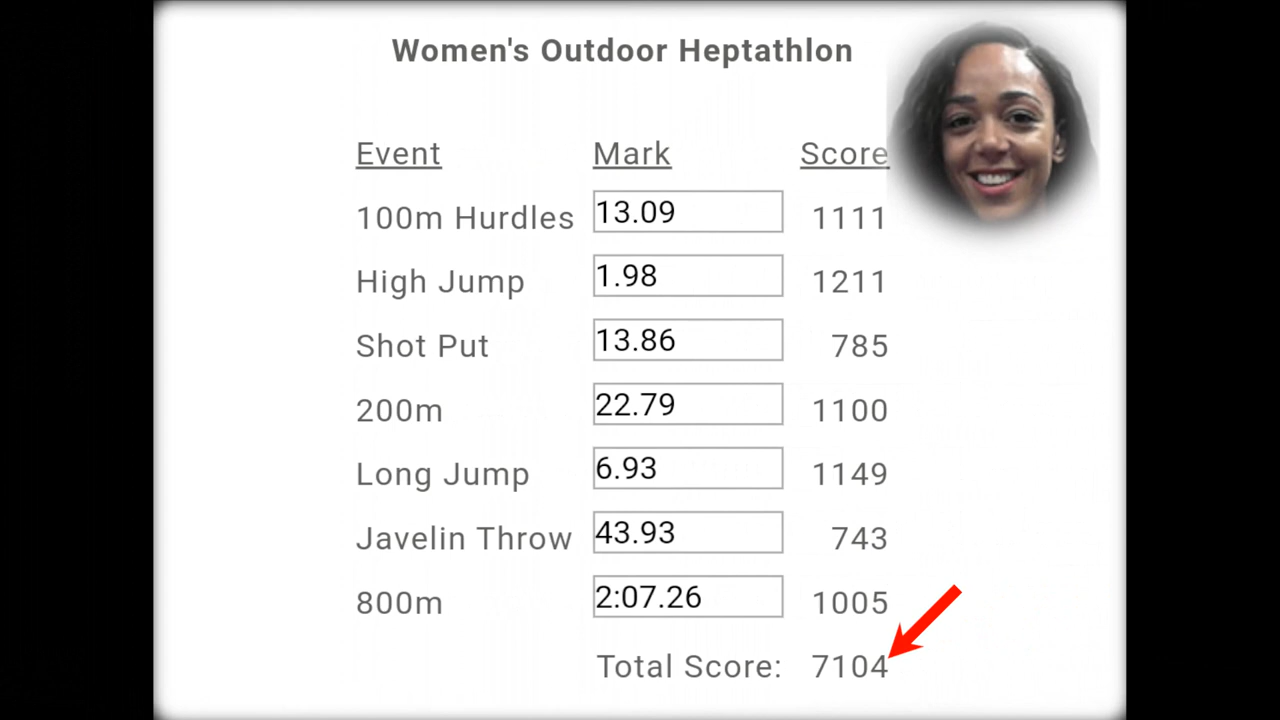 Women's Outdoor Heptathlon
Event Mark Score
100m Hurdles 13.09 1111
High Jump 1.98 1211
Shot Put 13.86 785
200m 22.79 1100
Long Jump 6.93 1149
Javelin Throw 43.93 743
800m 2:07.26 1005
Total Score: 7104